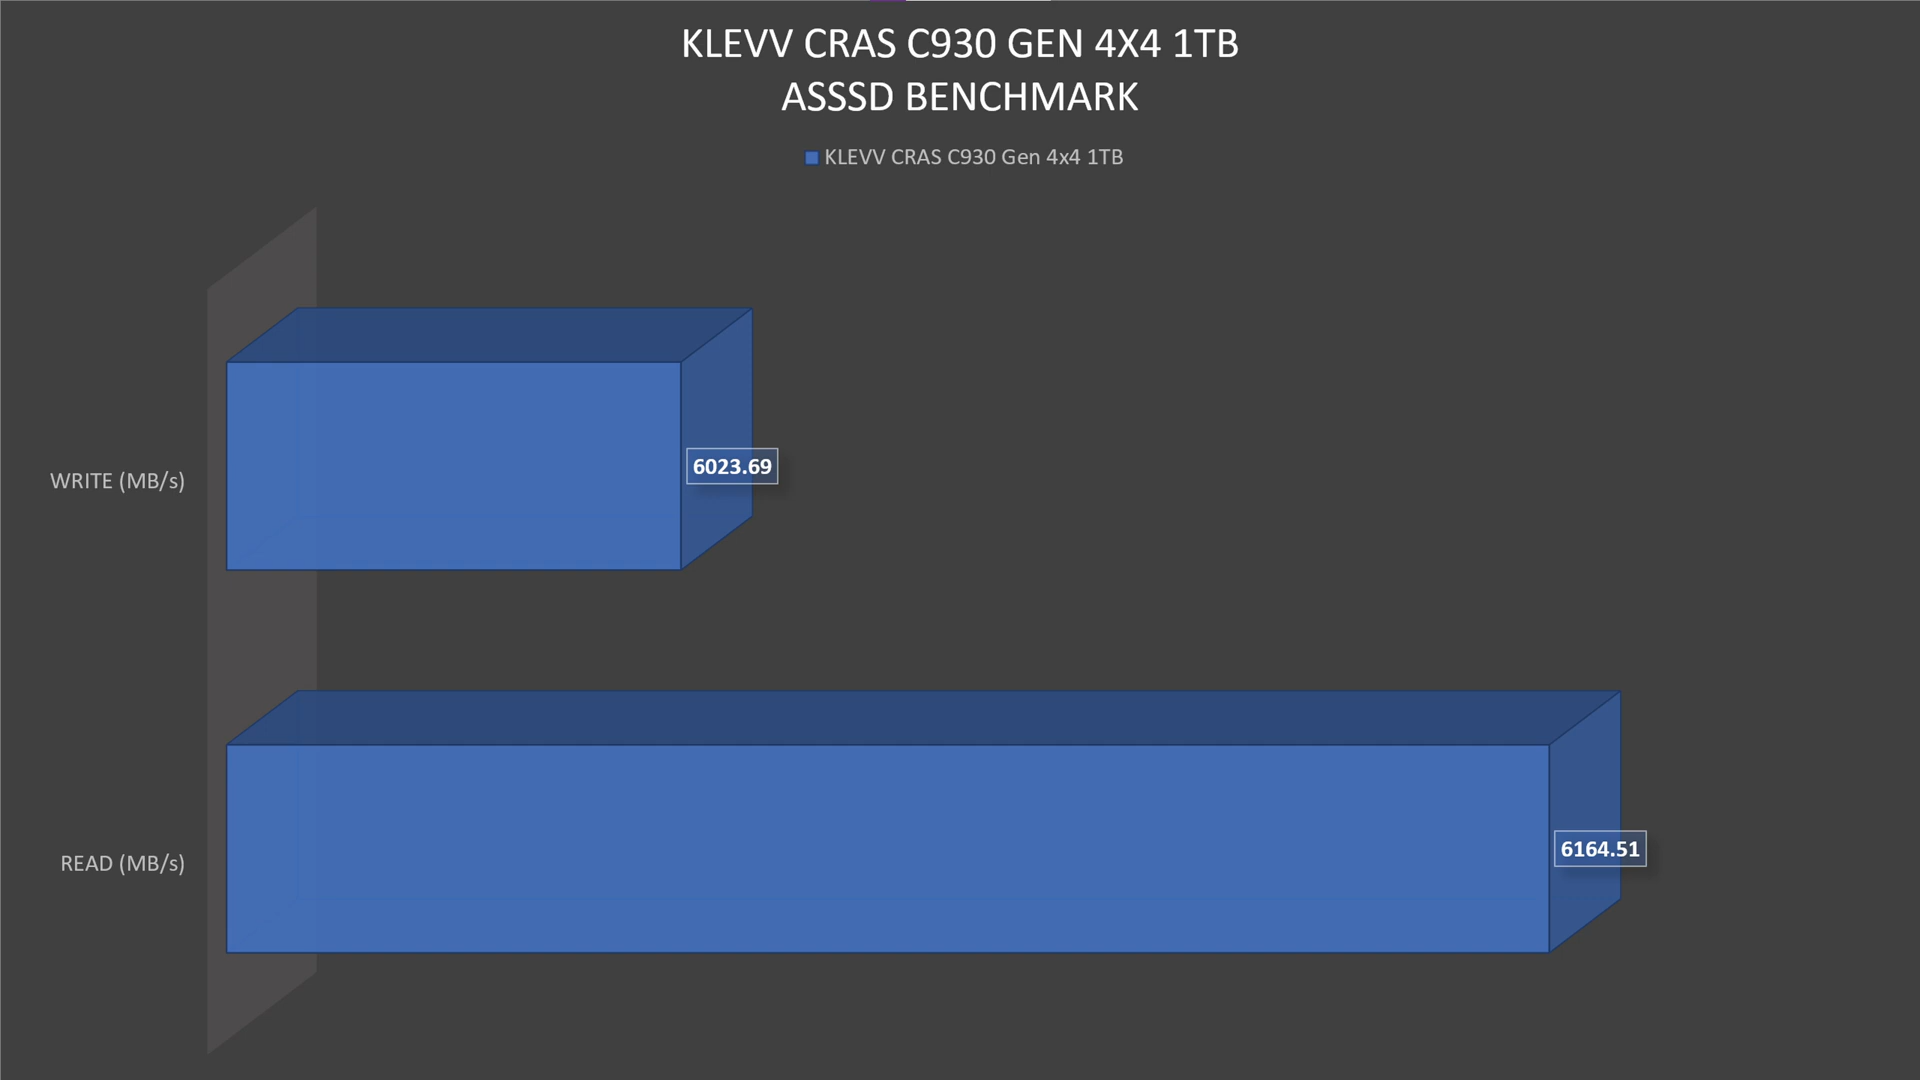 KLEVV CRAS C930 GEN 4X4 1TB
ASSSD BENCHMARK
KLEVV CRAS C930 Gen 4x4 1TB
WRITE (MB/s)
6023.69
READ (MB/s)
6164.51